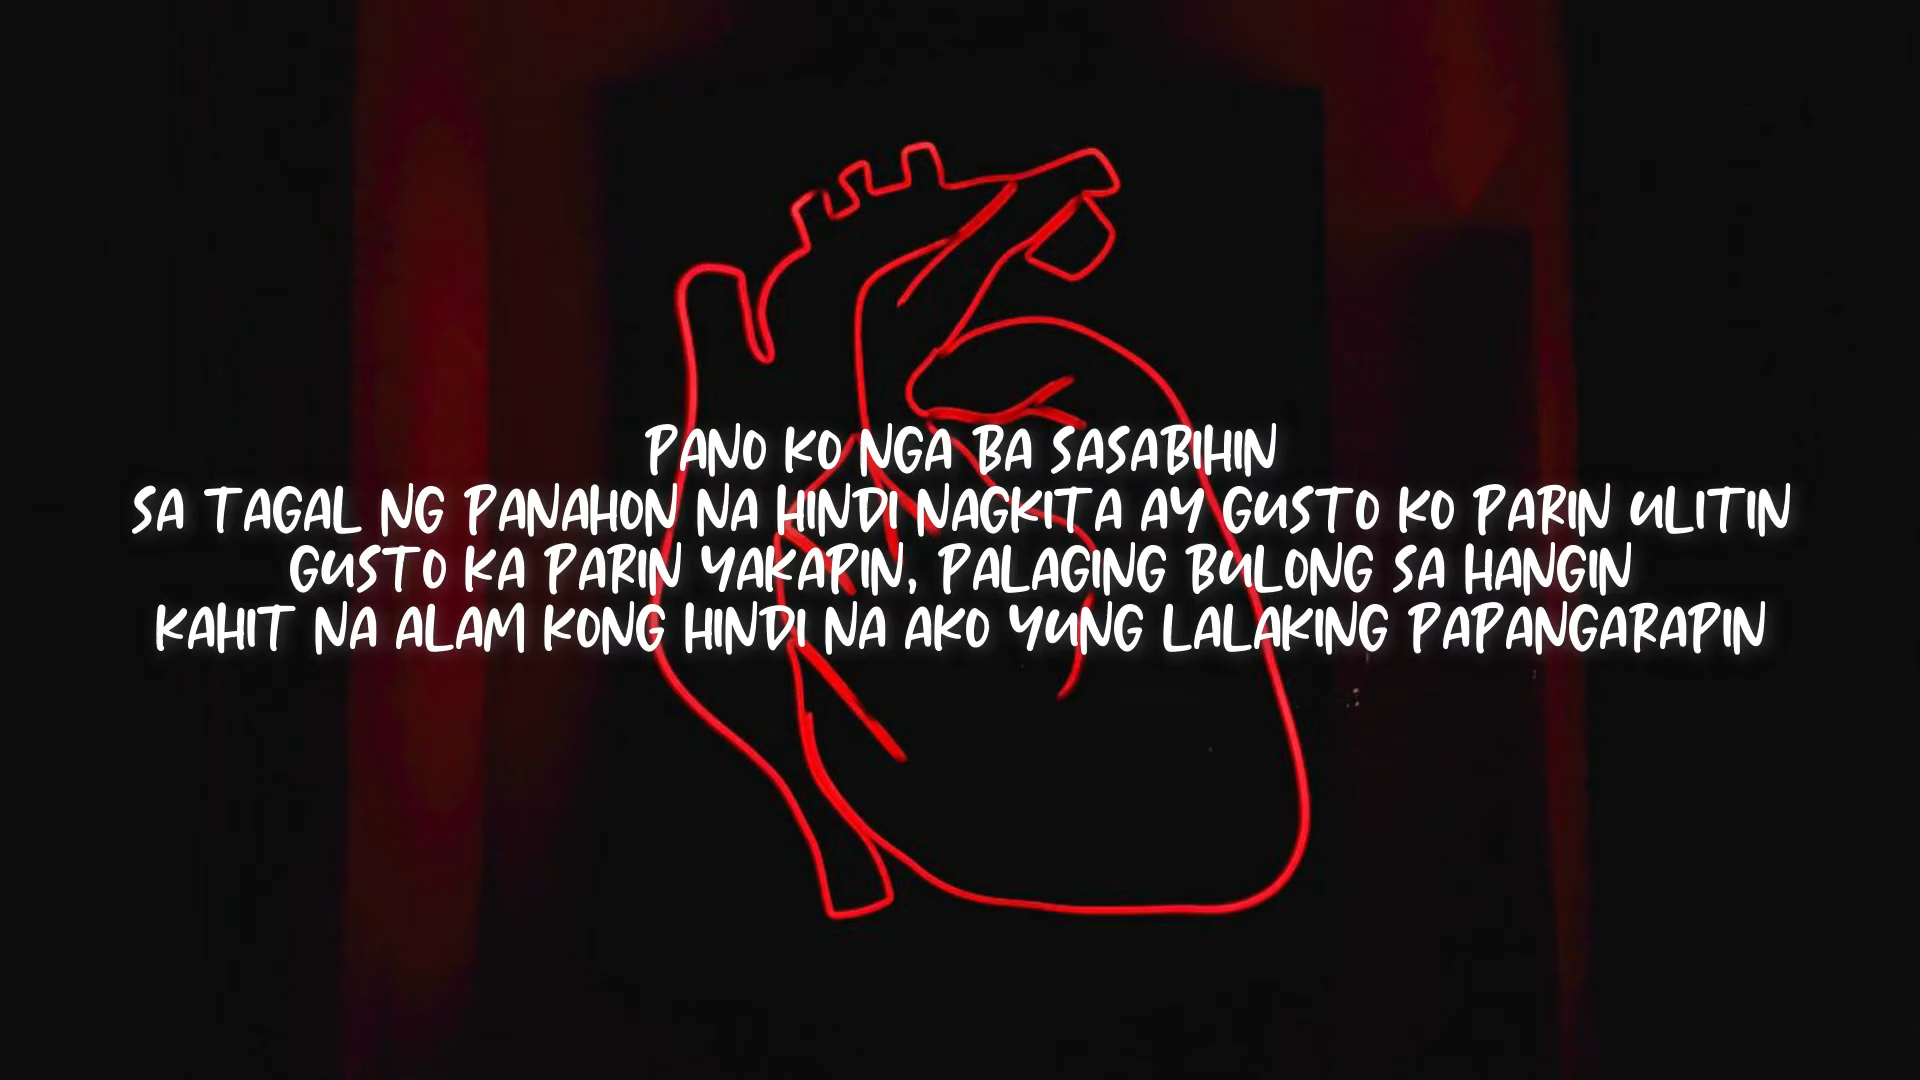 PANO KO NGA BA SASABIHIN
SA TAGAL NG PANAHON NA HINDI NAGKITA AY GUSTO KO PARIN ULITIN
GUSTO KA PARIN YAKAPIN, PALAGING BULONG SA HANGIN
KAHIT NA ALAM KONG HINDI NA AKO YUNG LALAKING PAPANGARAPIN